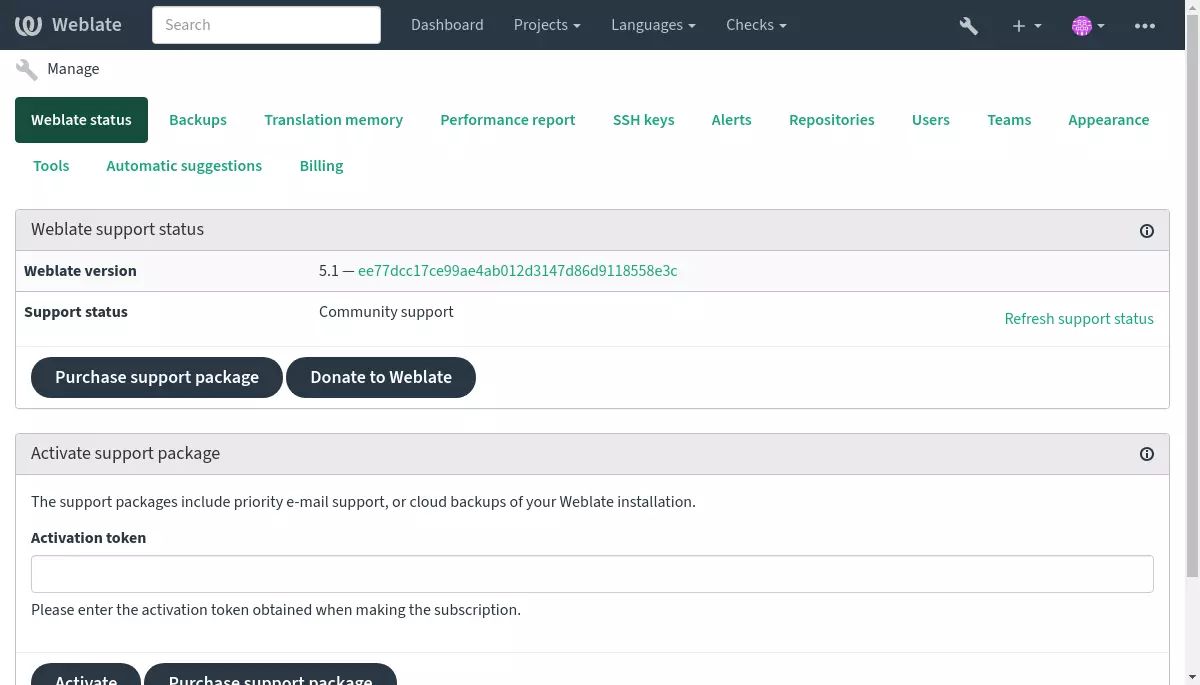 Weblate
Search
Dashboard Projects Languages Checks
Manage
Weblate status Backups Translation memory Performance report SSH keys Alerts Repositories Users Teams Appearance
Tools Automatic suggestions Billing
Weblate support status
Weblate version 5.1 — ee77dcc17ce99ae4ab012d3147d86d9118558e3c
Support status Community support
Refresh support status
Purchase support package Donate to Weblate
Activate support package
The support packages include priority e-mail support, or cloud backups of your Weblate installation.
Activation token
Please enter the activation token obtained when making the subscription.
Activate Purchase support package